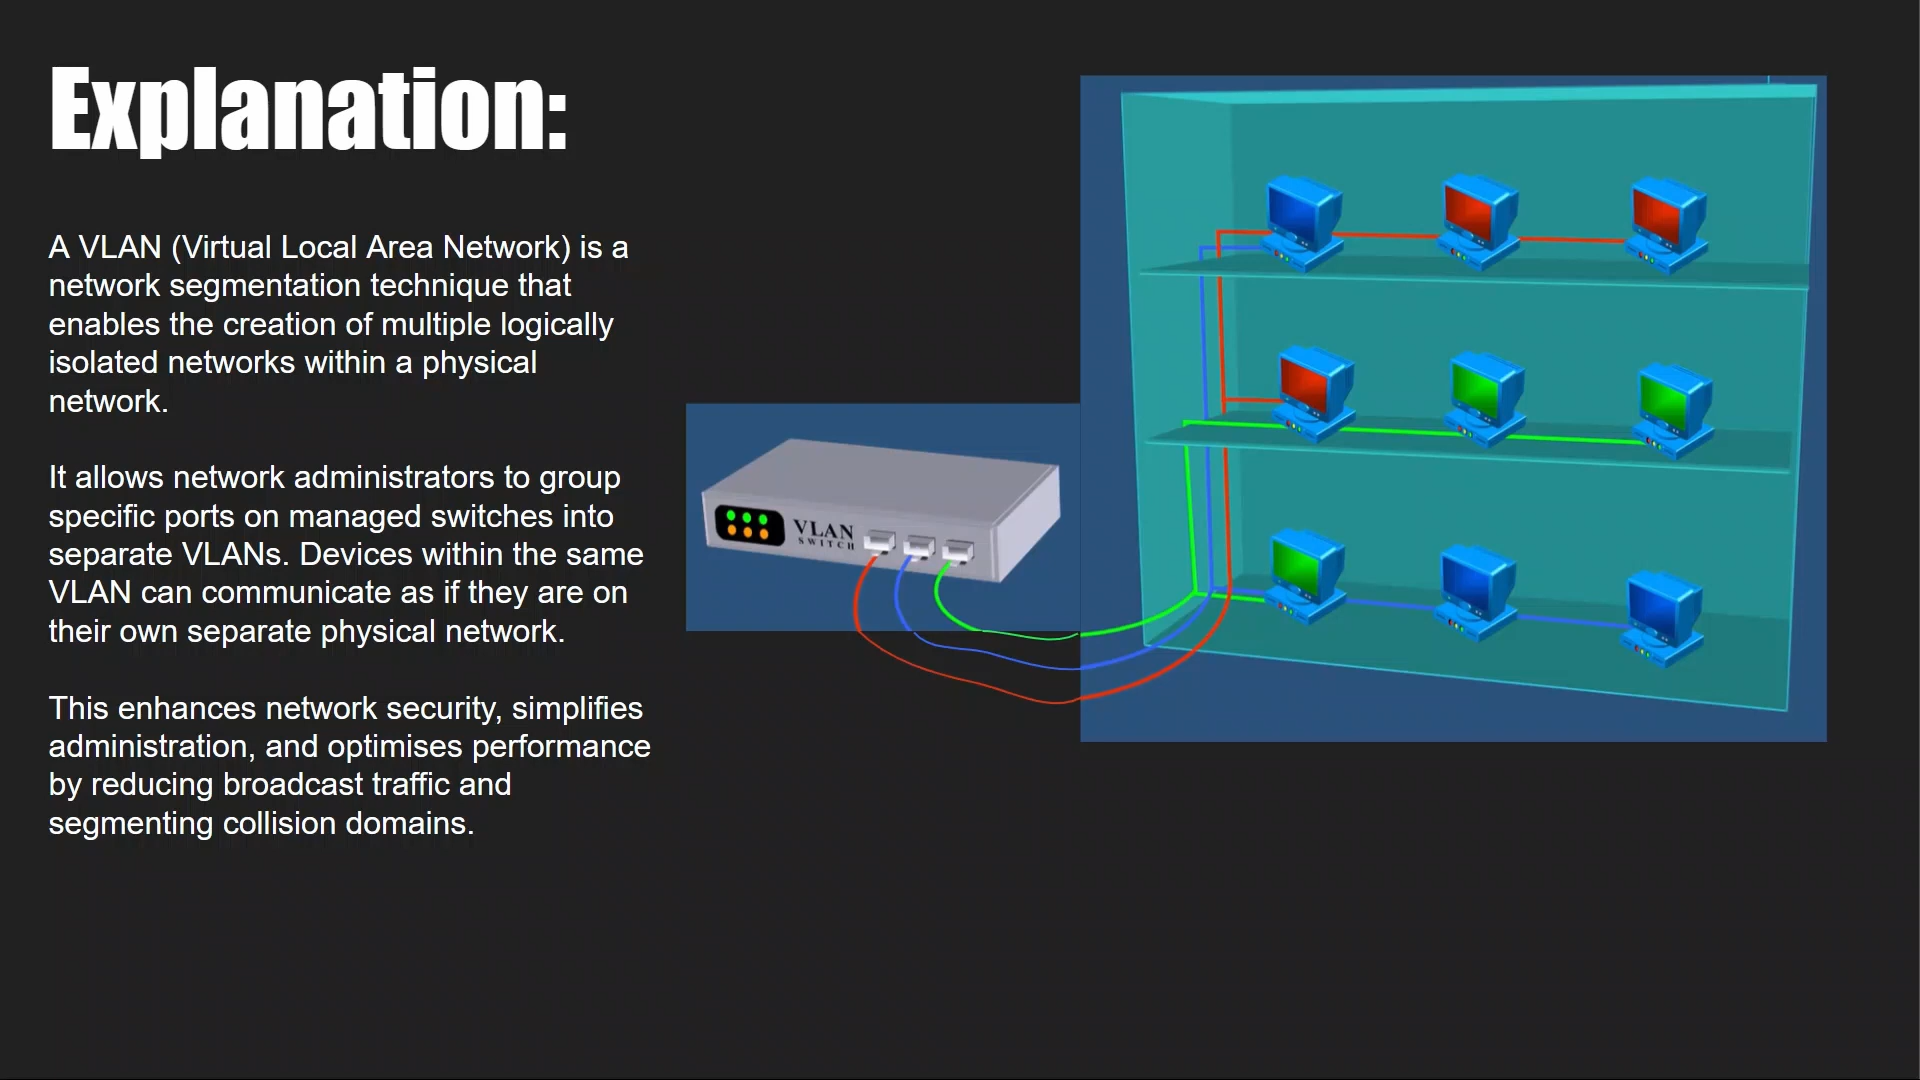 Explanation:
A VLAN (Virtual Local Area Network) is a
network segmentation technique that
enables the creation of multiple logically
isolated networks within a physical
network.
It allows network administrators to group
specific ports on managed switches into
separate VLANs. Devices within the same
VLAN can communicate as if they are on
their own separate physical network.
This enhances network security, simplifies
administration, and optimises performance
by reducing broadcast traffic and
segmenting collision domains.
VLAN
SWITCH